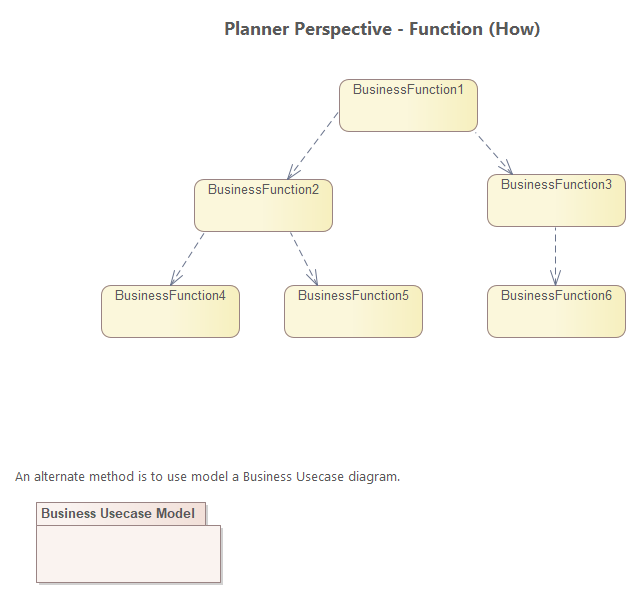 Planner Perspective - Function (How)
BusinessFunction1
BusinessFunction2
BusinessFunction3
BusinessFunction4
BusinessFunction5
BusinessFunction6
An alternate method is to use model a Business Usecase diagram.
Business Usecase Model